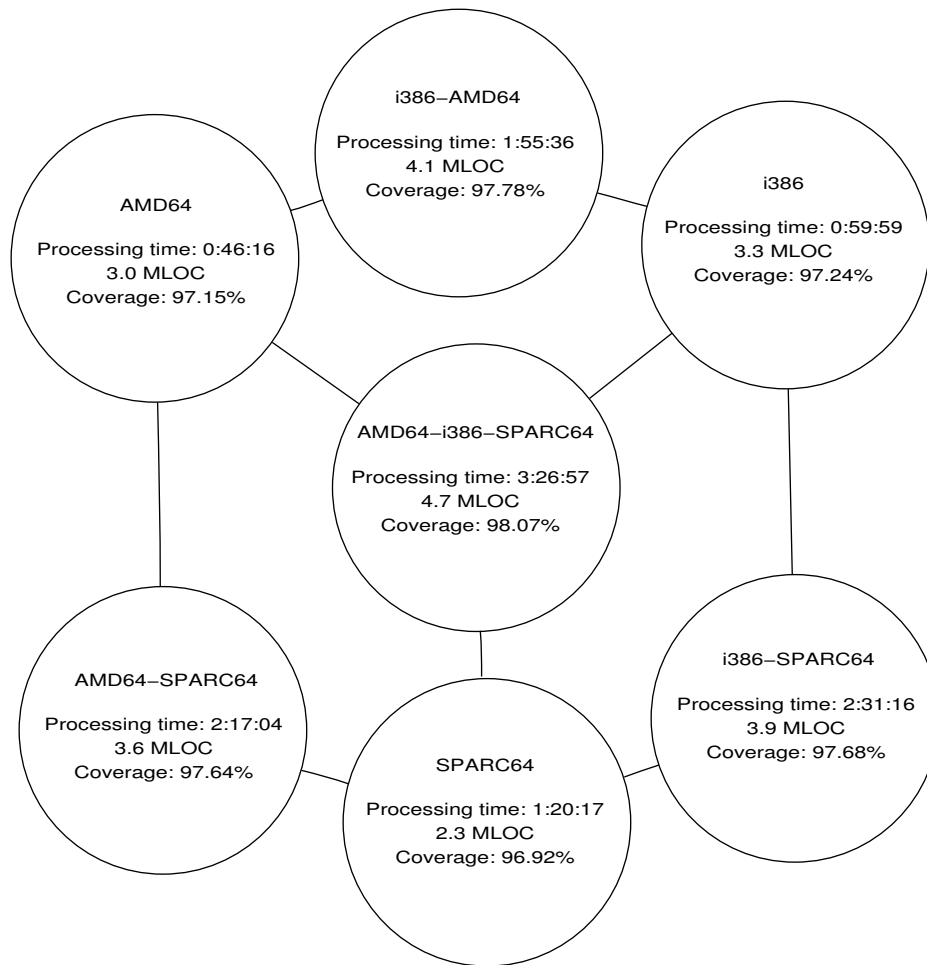 i386–AMD64
Processing time: 1:55:36
4.1 MLOC
Coverage: 97.78%
AMD64
Processing time: 0:46:16
3.0 MLOC
Coverage: 97.15%
i386
Processing time: 0:59:59
3.3 MLOC
Coverage: 97.24%
AMD64–i386–SPARC64
Processing time: 3:26:57
4.7 MLOC
Coverage: 98.07%
AMD64–SPARC64
Processing time: 2:17:04
3.6 MLOC
Coverage: 97.64%
i386–SPARC64
Processing time: 2:31:16
3.9 MLOC
Coverage: 97.68%
SPARC64
Processing time: 1:20:17
2.3 MLOC
Coverage: 96.92%